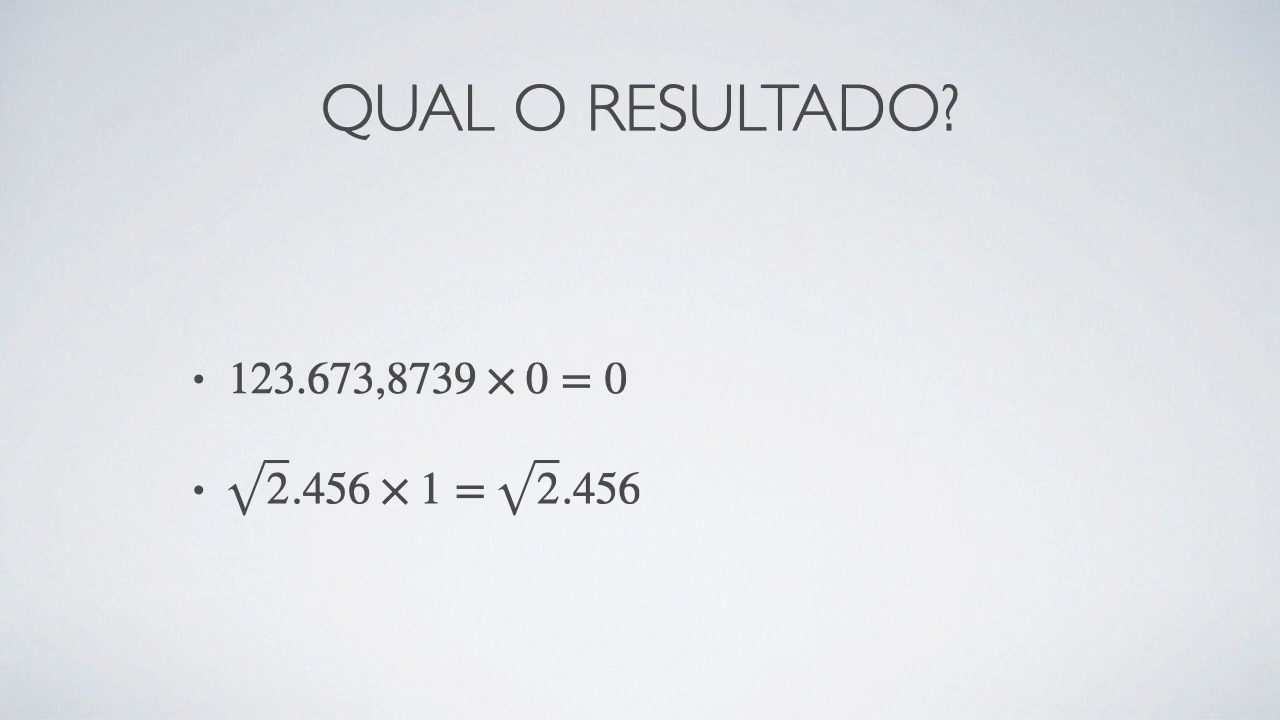 QUAL O RESULTADO?
• 123.673,8739 × 0 = 0
• √2.456 × 1 = √2.456